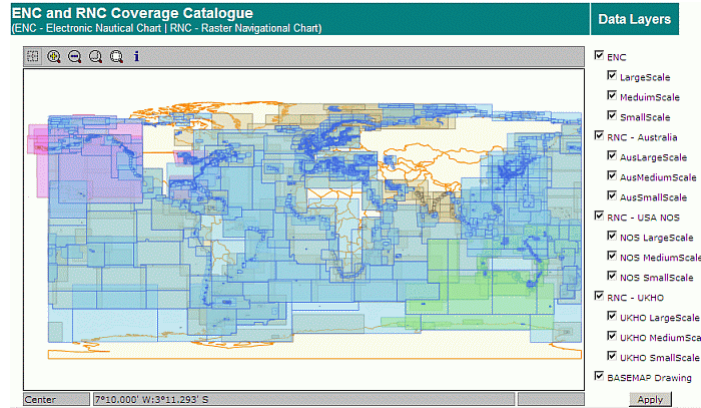 ENC and RNC Coverage Catalogue
(ENC - Electronic Nautical Chart | RNC - Raster Navigational Chart)
Data Layers
i
ENC
LargeScale
MeduimScale
SmallScale
RNC - Australia
AusLargeScale
AusMediumScale
AusSmallScale
RNC - USA NOS
NOS LargeScale
NOS MediumScale
NOS SmallScale
RNC - UKHO
UKHO LargeScale
UKHO MediumSca
UKHO SmallScale
BASEMAP Drawing
Center
7°10.000' W:3°11.293' S
Apply